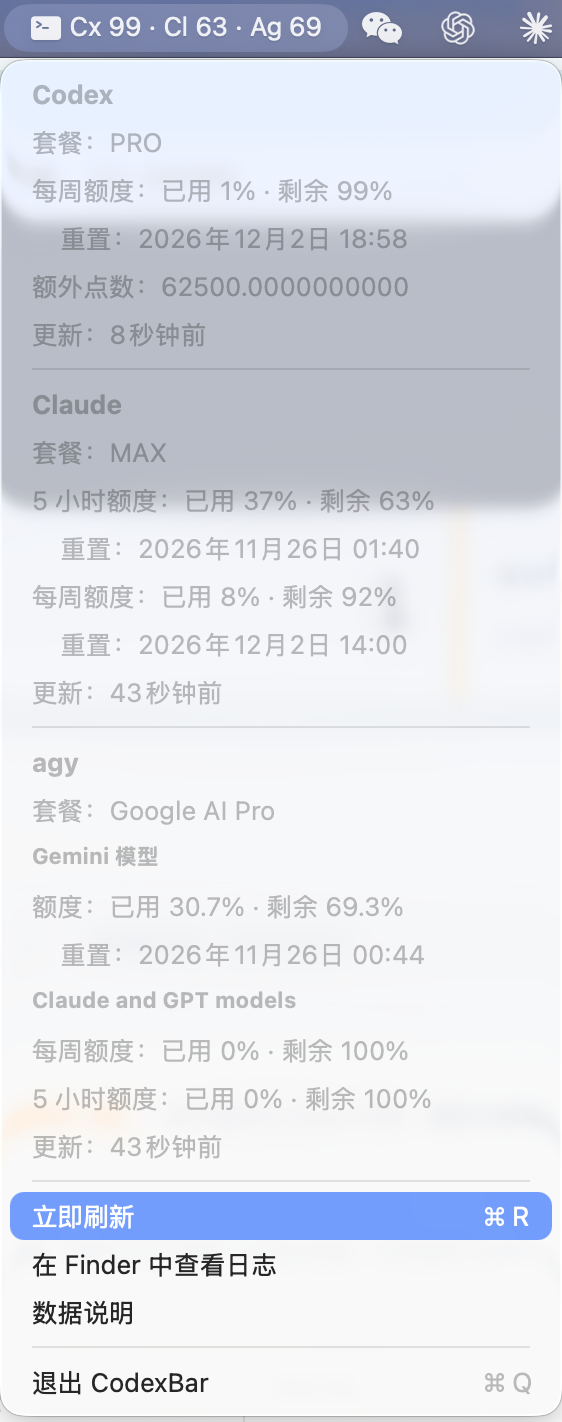 Cx 99 · Cl 63 · Ag 69
Codex
套餐：PRO
每周额度：已用 1% · 剩余 99%
重置：2026年12月2日 18:58
额外点数：62500.0000000000
更新：8秒钟前
Claude
套餐：MAX
5 小时额度：已用 37% · 剩余 63%
重置：2026年11月26日 01:40
每周额度：已用 8% · 剩余 92%
重置：2026年12月2日 14:00
更新：43秒钟前
agy
套餐：Google AI Pro
Gemini 模型
额度：已用 30.7% · 剩余 69.3%
重置：2026年11月26日 00:44
Claude and GPT models
每周额度：已用 0% · 剩余 100%
5 小时额度：已用 0% · 剩余 100%
更新：43秒钟前
立即刷新 ⌘ R
在 Finder 中查看日志
数据说明
退出 CodexBar ⌘ Q